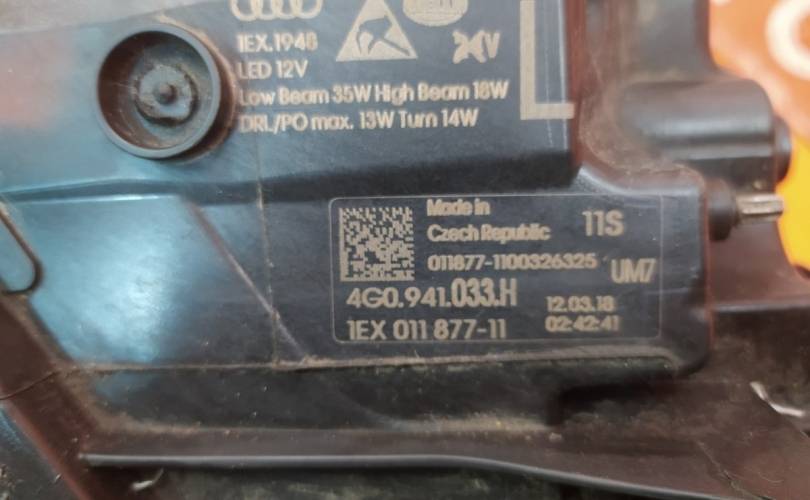 1EX.1948
LED 12V
Low Beam 35W High Beam 18W
DRL/PO max. 13W Turn 14W
L
Made in
Czech Republic
11S
011877-1100326325
UM7
4G0.941.033.H
12.03.18
1EX 011 877-11
02:42:41